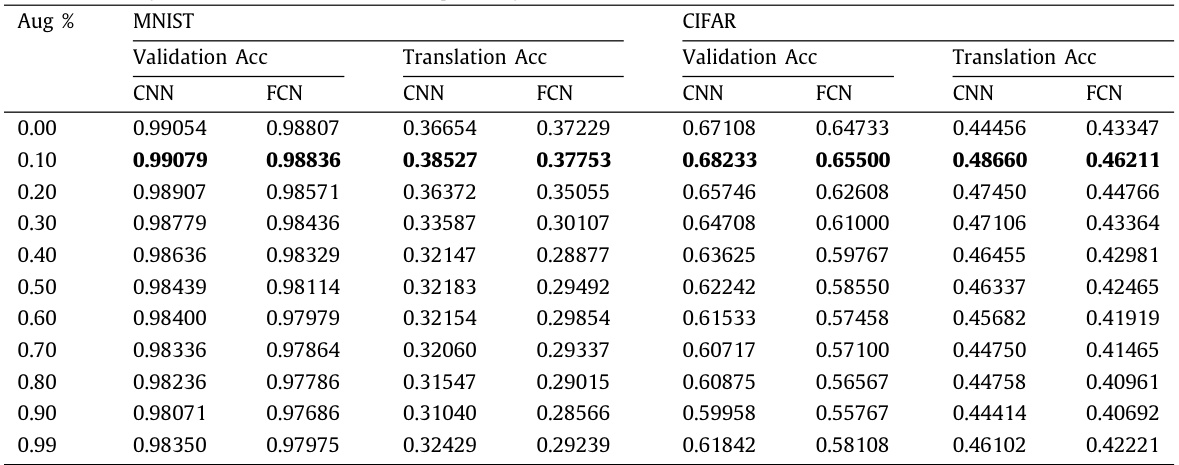 Aug % MNIST CIFAR
Validation Acc Translation Acc Validation Acc Translation Acc
CNN FCN CNN FCN CNN FCN CNN FCN
0.00 0.99054 0.98807 0.36654 0.37229 0.67108 0.64733 0.44456 0.43347
0.10 0.99079 0.98836 0.38527 0.37753 0.68233 0.65500 0.48660 0.46211
0.20 0.98907 0.98571 0.36372 0.35055 0.65746 0.62608 0.47450 0.44766
0.30 0.98779 0.98436 0.33587 0.30107 0.64708 0.61000 0.47106 0.43364
0.40 0.98636 0.98329 0.32147 0.28877 0.63625 0.59767 0.46455 0.42981
0.50 0.98439 0.98114 0.32183 0.29492 0.62242 0.58550 0.46337 0.42465
0.60 0.98400 0.97979 0.32154 0.29854 0.61533 0.57458 0.45682 0.41919
0.70 0.98336 0.97864 0.32060 0.29337 0.60717 0.57100 0.44750 0.41465
0.80 0.98236 0.97786 0.31547 0.29015 0.60875 0.56567 0.44758 0.40961
0.90 0.98071 0.97686 0.31040 0.28566 0.59958 0.55767 0.44414 0.40692
0.99 0.98350 0.97975 0.32429 0.29239 0.61842 0.58108 0.46102 0.42221